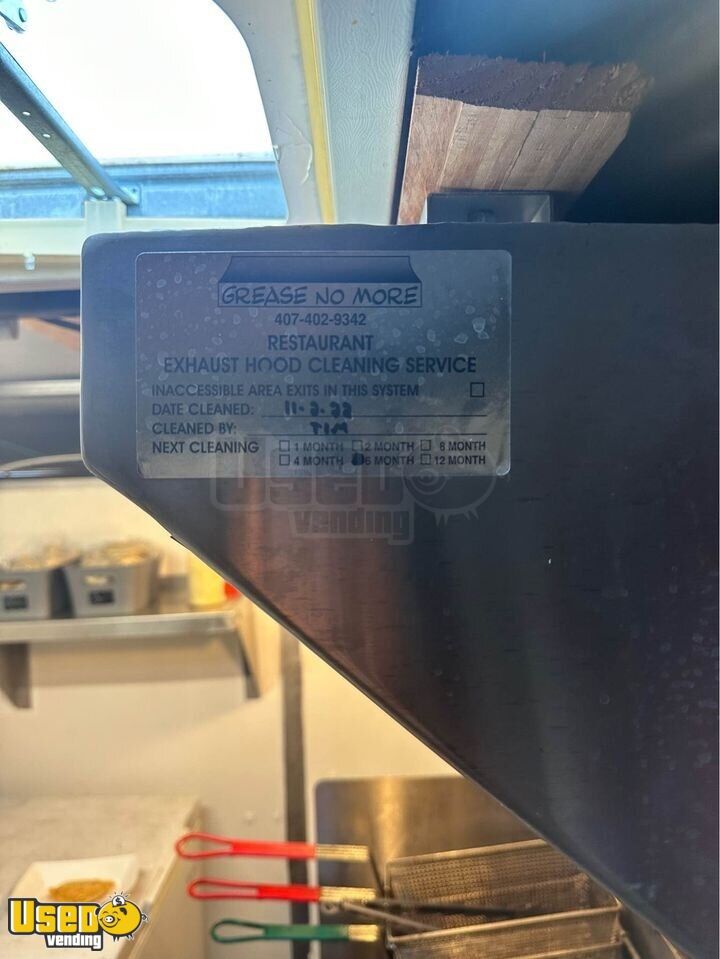 GREASE NO MORE
407-402-9342
RESTAURANT
EXHAUST HOOD CLEANING SERVICE
INACCESSIBLE AREA EXITS IN THIS SYSTEM
DATE CLEANED: 11-2-22
CLEANED BY: TIM
NEXT CLEANING 1 MONTH 2 MONTH 8 MONTH
4 MONTH 6 MONTH 12 MONTH
USED
vending
USED
vending